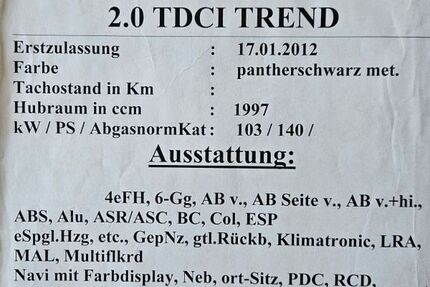 2.0 TDCI TREND
Erstzulassung : 17.01.2012
Farbe : pantherschwarz met.
Tachostand in Km :
Hubraum in ccm : 1997
kW / PS / AbgasnormKat : 103 / 140 /
Ausstattung:
4eFH, 6-Gg, AB v., AB Seite v., AB v.+hi.,
ABS, Alu, ASR/ASC, BC, Col, ESP
eSpgl.Hzg, etc., GepNz, gtl.Rückb, Klimatronic, LRA,
MAL, Multiflkrd
Navi mit Farbdisplay, Neb, ort-Sitz, PDC, RCD,